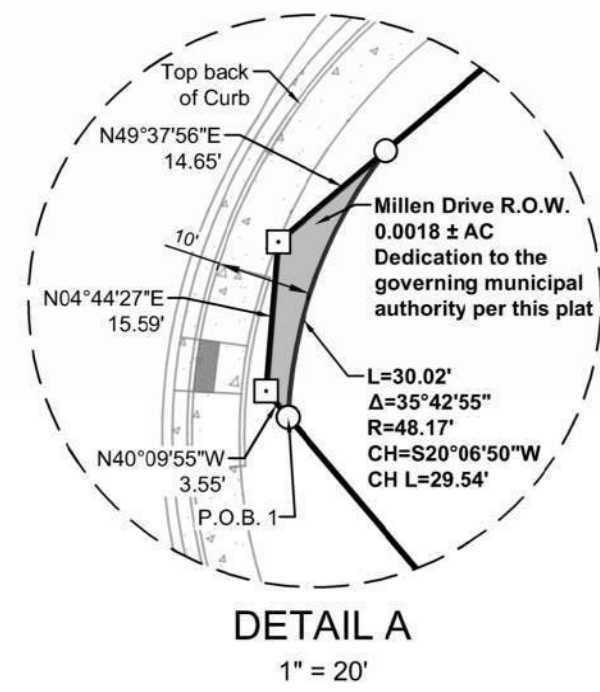 Top back
of Curb
N49°37'56"E
14.65'
10'
N04°44'27"E
15.59'
N40°09'55"W
3.55'
P.O.B. 1
Millen Drive R.O.W.
0.0018 ± AC
Dedication to the
governing municipal
authority per this plat
L=30.02'
Δ=35°42'55"
R=48.17'
CH=S20°06'50"W
CH L=29.54'
DETAIL A
1" = 20'